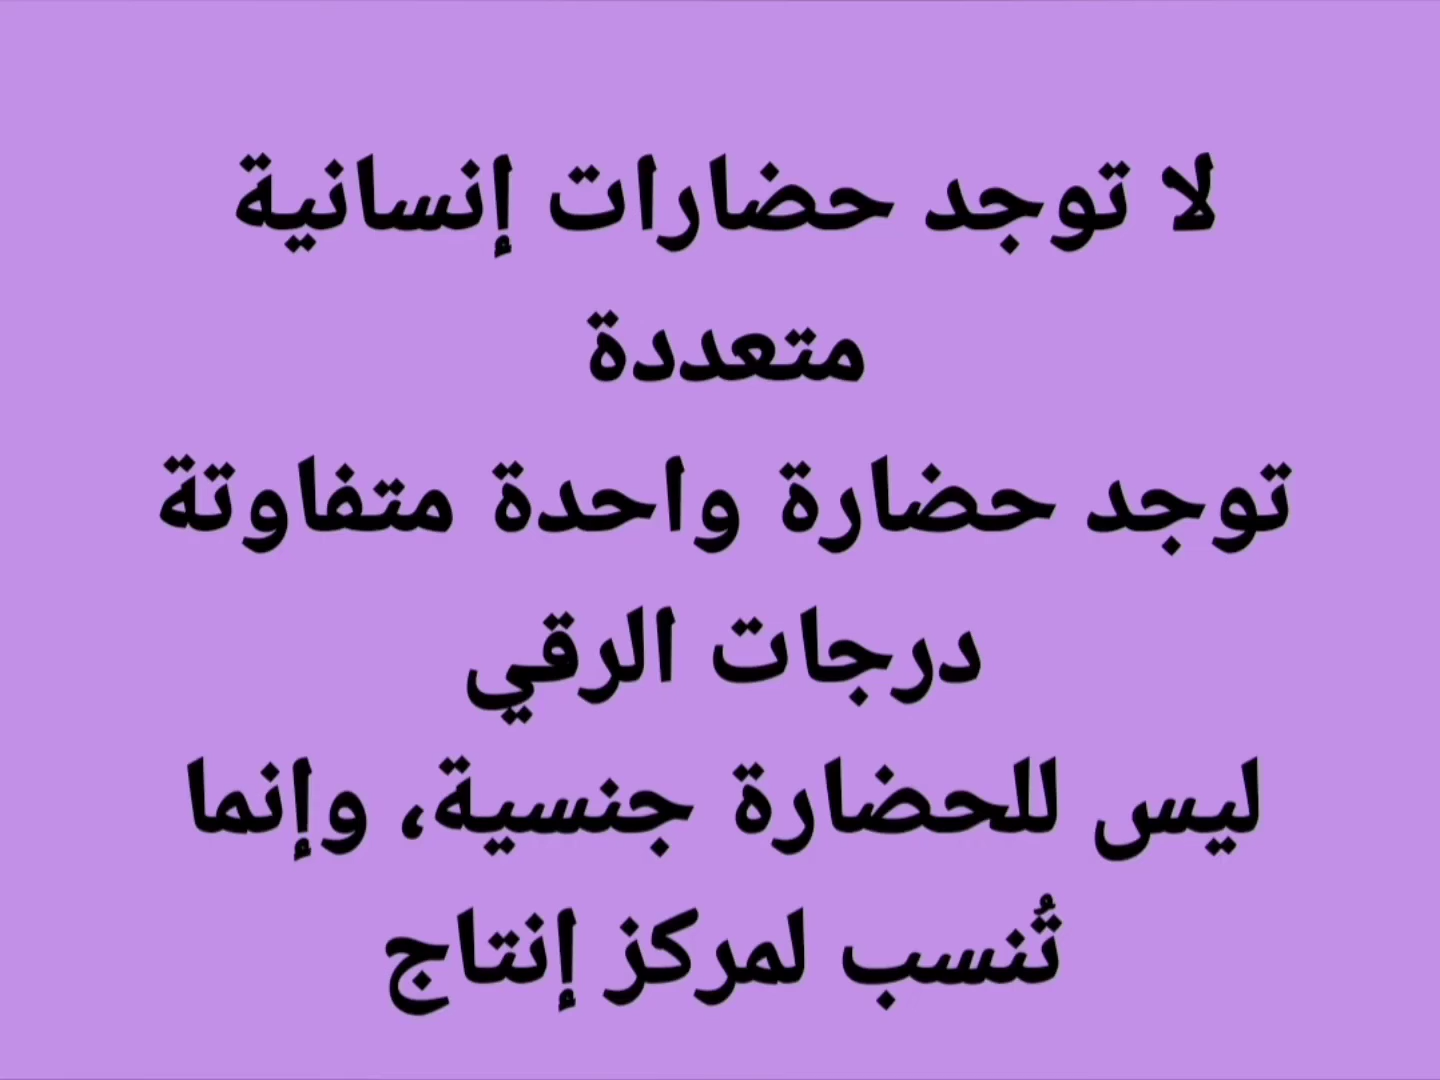 لا توجد حضارات إنسانية
متعددة
توجد حضارة واحدة متفاوتة
درجات الرقي
ليس للحضارة جنسية، وإنما
تُنسب لمركز إنتاج